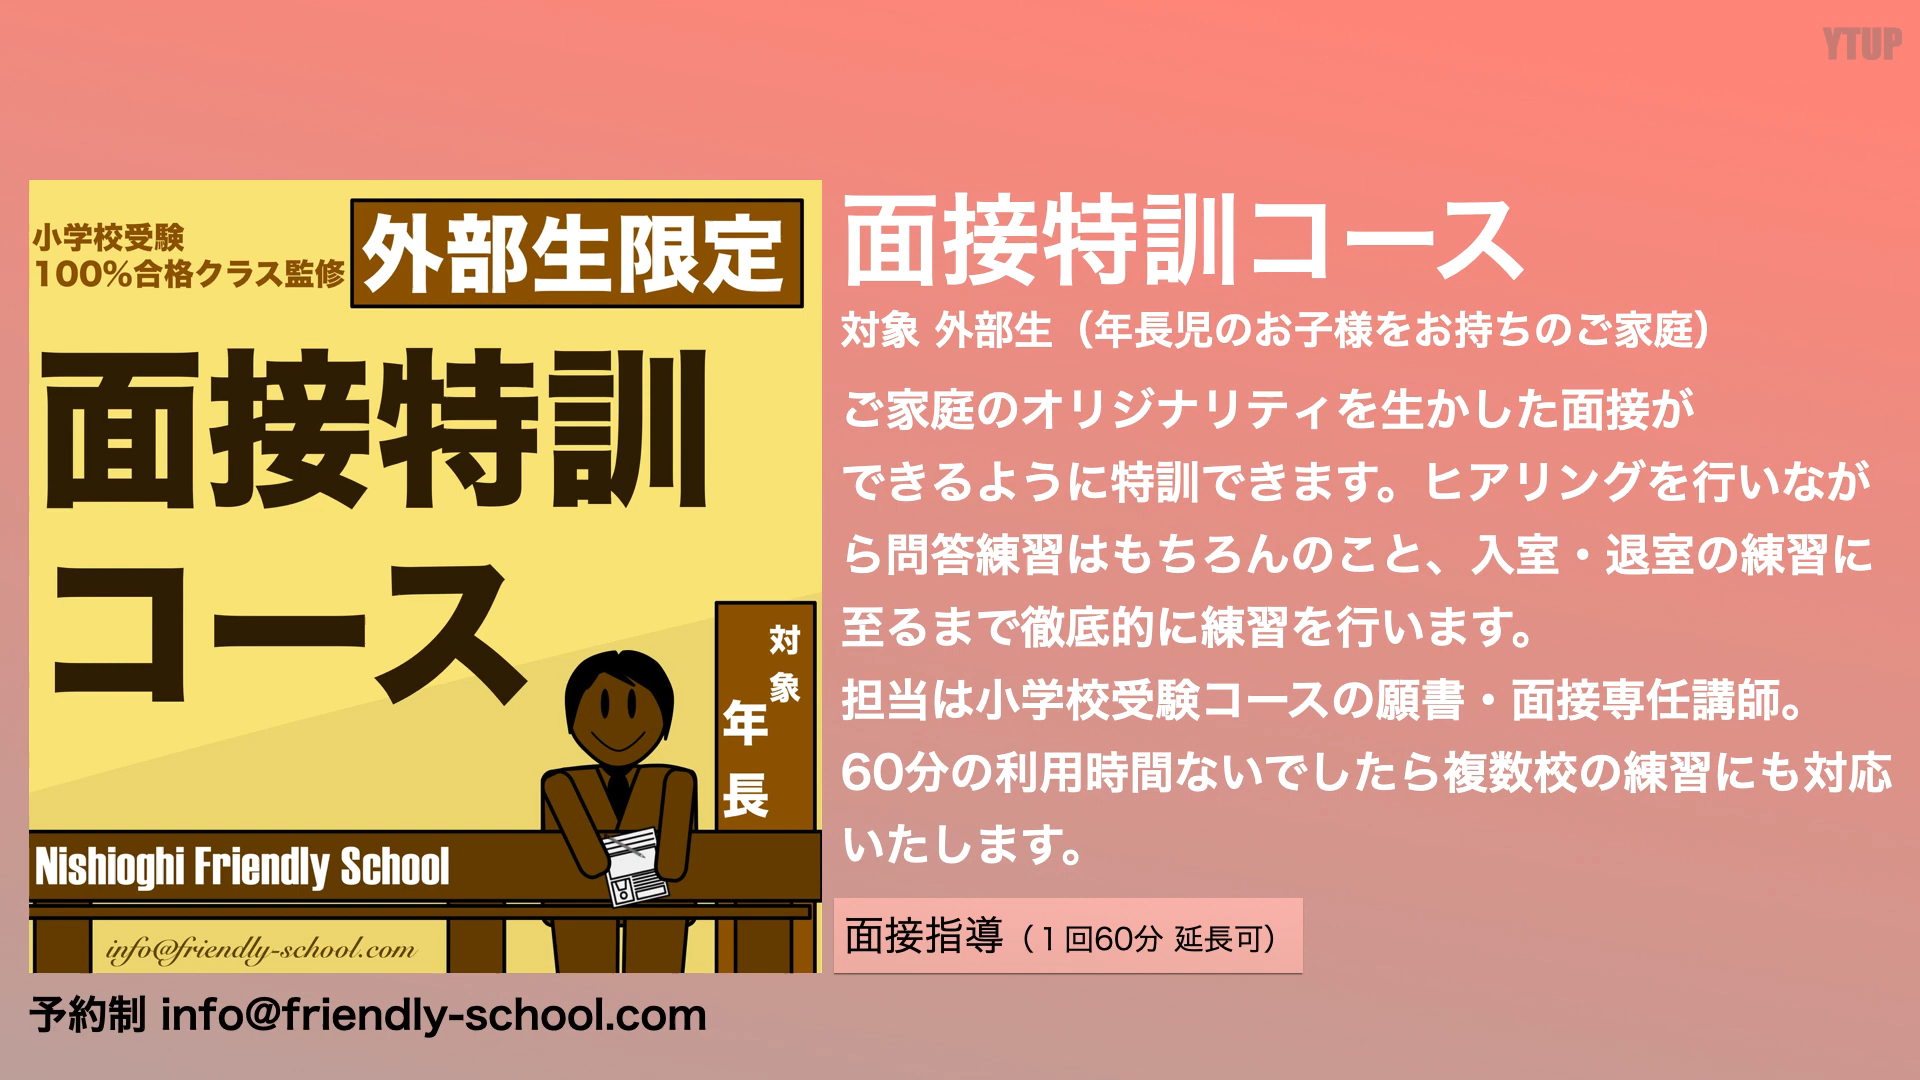 YTUP
小学校受験
100%合格クラス監修
外部生限定
面接特訓
コース
対象
年長
Nishioghi Friendly School
info@friendly-school.com
予約制 info@friendly-school.com
面接特訓コース
対象 外部生（年長児のお子様をお持ちのご家庭）
ご家庭のオリジナリティを生かした面接が
できるように特訓できます。ヒアリングを行いなが
ら問答練習はもちろんのこと、入室・退室の練習に
至るまで徹底的に練習を行います。
担当は小学校受験コースの願書・面接専任講師。
60分の利用時間ないでしたら複数校の練習にも対応
いたします。
面接指導（１回60分 延長可）